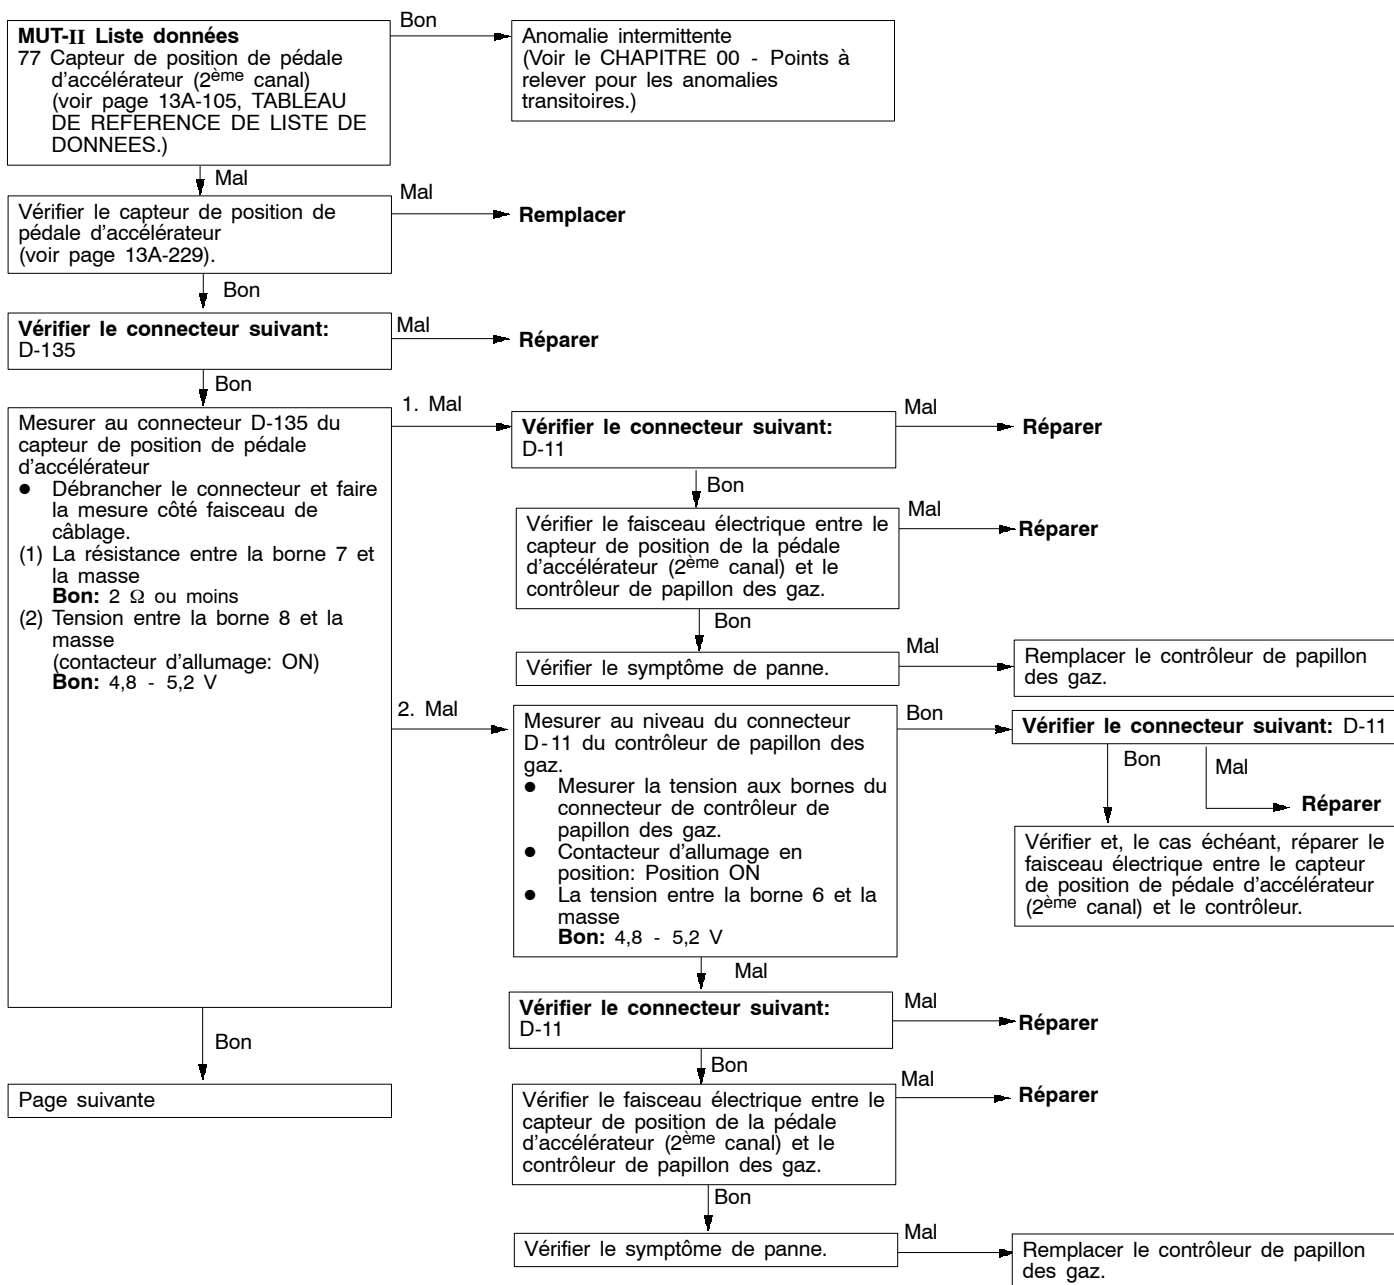 MUT-II Liste données
77 Capteur de position de pédale
d'accélérateur (2ème canal)
(voir page 13A-105, TABLEAU
DE REFERENCE DE LISTE DE
DONNEES.)
Bon
Anomalie intermittente
(Voir le CHAPITRE 00 - Points à
relever pour les anomalies
transitoires.)
Mal
Vérifier le capteur de position de
pédale d'accélérateur
(voir page 13A-229).
Mal
Remplacer
Bon
Vérifier le connecteur suivant:
D-135
Mal
Réparer
Bon
Mesurer au connecteur D-135 du
capteur de position de pédale
d'accélérateur
● Débrancher le connecteur et faire
la mesure côté faisceau de
câblage.
(1) La résistance entre la borne 7 et
la masse
Bon: 2 Ω ou moins
(2) Tension entre la borne 8 et la
masse
(contacteur d'allumage: ON)
Bon: 4,8 - 5,2 V
1. Mal
Vérifier le connecteur suivant:
D-11
Mal
Réparer
Bon
Vérifier le faisceau électrique entre le
capteur de position de la pédale
d'accélérateur (2ème canal) et le
contrôleur de papillon des gaz.
Mal
Réparer
Bon
Vérifier le symptôme de panne.
Mal
Remplacer le contrôleur de papillon
des gaz.
2. Mal
Mesurer au niveau du connecteur
D-11 du contrôleur de papillon des
gaz.
● Mesurer la tension aux bornes du
connecteur de contrôleur de
papillon des gaz.
● Contacteur d'allumage en
position: Position ON
● La tension entre la borne 6 et la
masse
Bon: 4,8 - 5,2 V
Bon
Vérifier le connecteur suivant: D-11
Bon
Mal
Réparer
Vérifier et, le cas échéant, réparer le
faisceau électrique entre le capteur
de position de pédale d'accélérateur
(2ème canal) et le contrôleur.
Mal
Vérifier le connecteur suivant:
D-11
Mal
Réparer
Bon
Vérifier le faisceau électrique entre le
capteur de position de la pédale
d'accélérateur (2ème canal) et le
contrôleur de papillon des gaz.
Mal
Réparer
Bon
Vérifier le symptôme de panne.
Mal
Remplacer le contrôleur de papillon
des gaz.
Bon
Page suivante